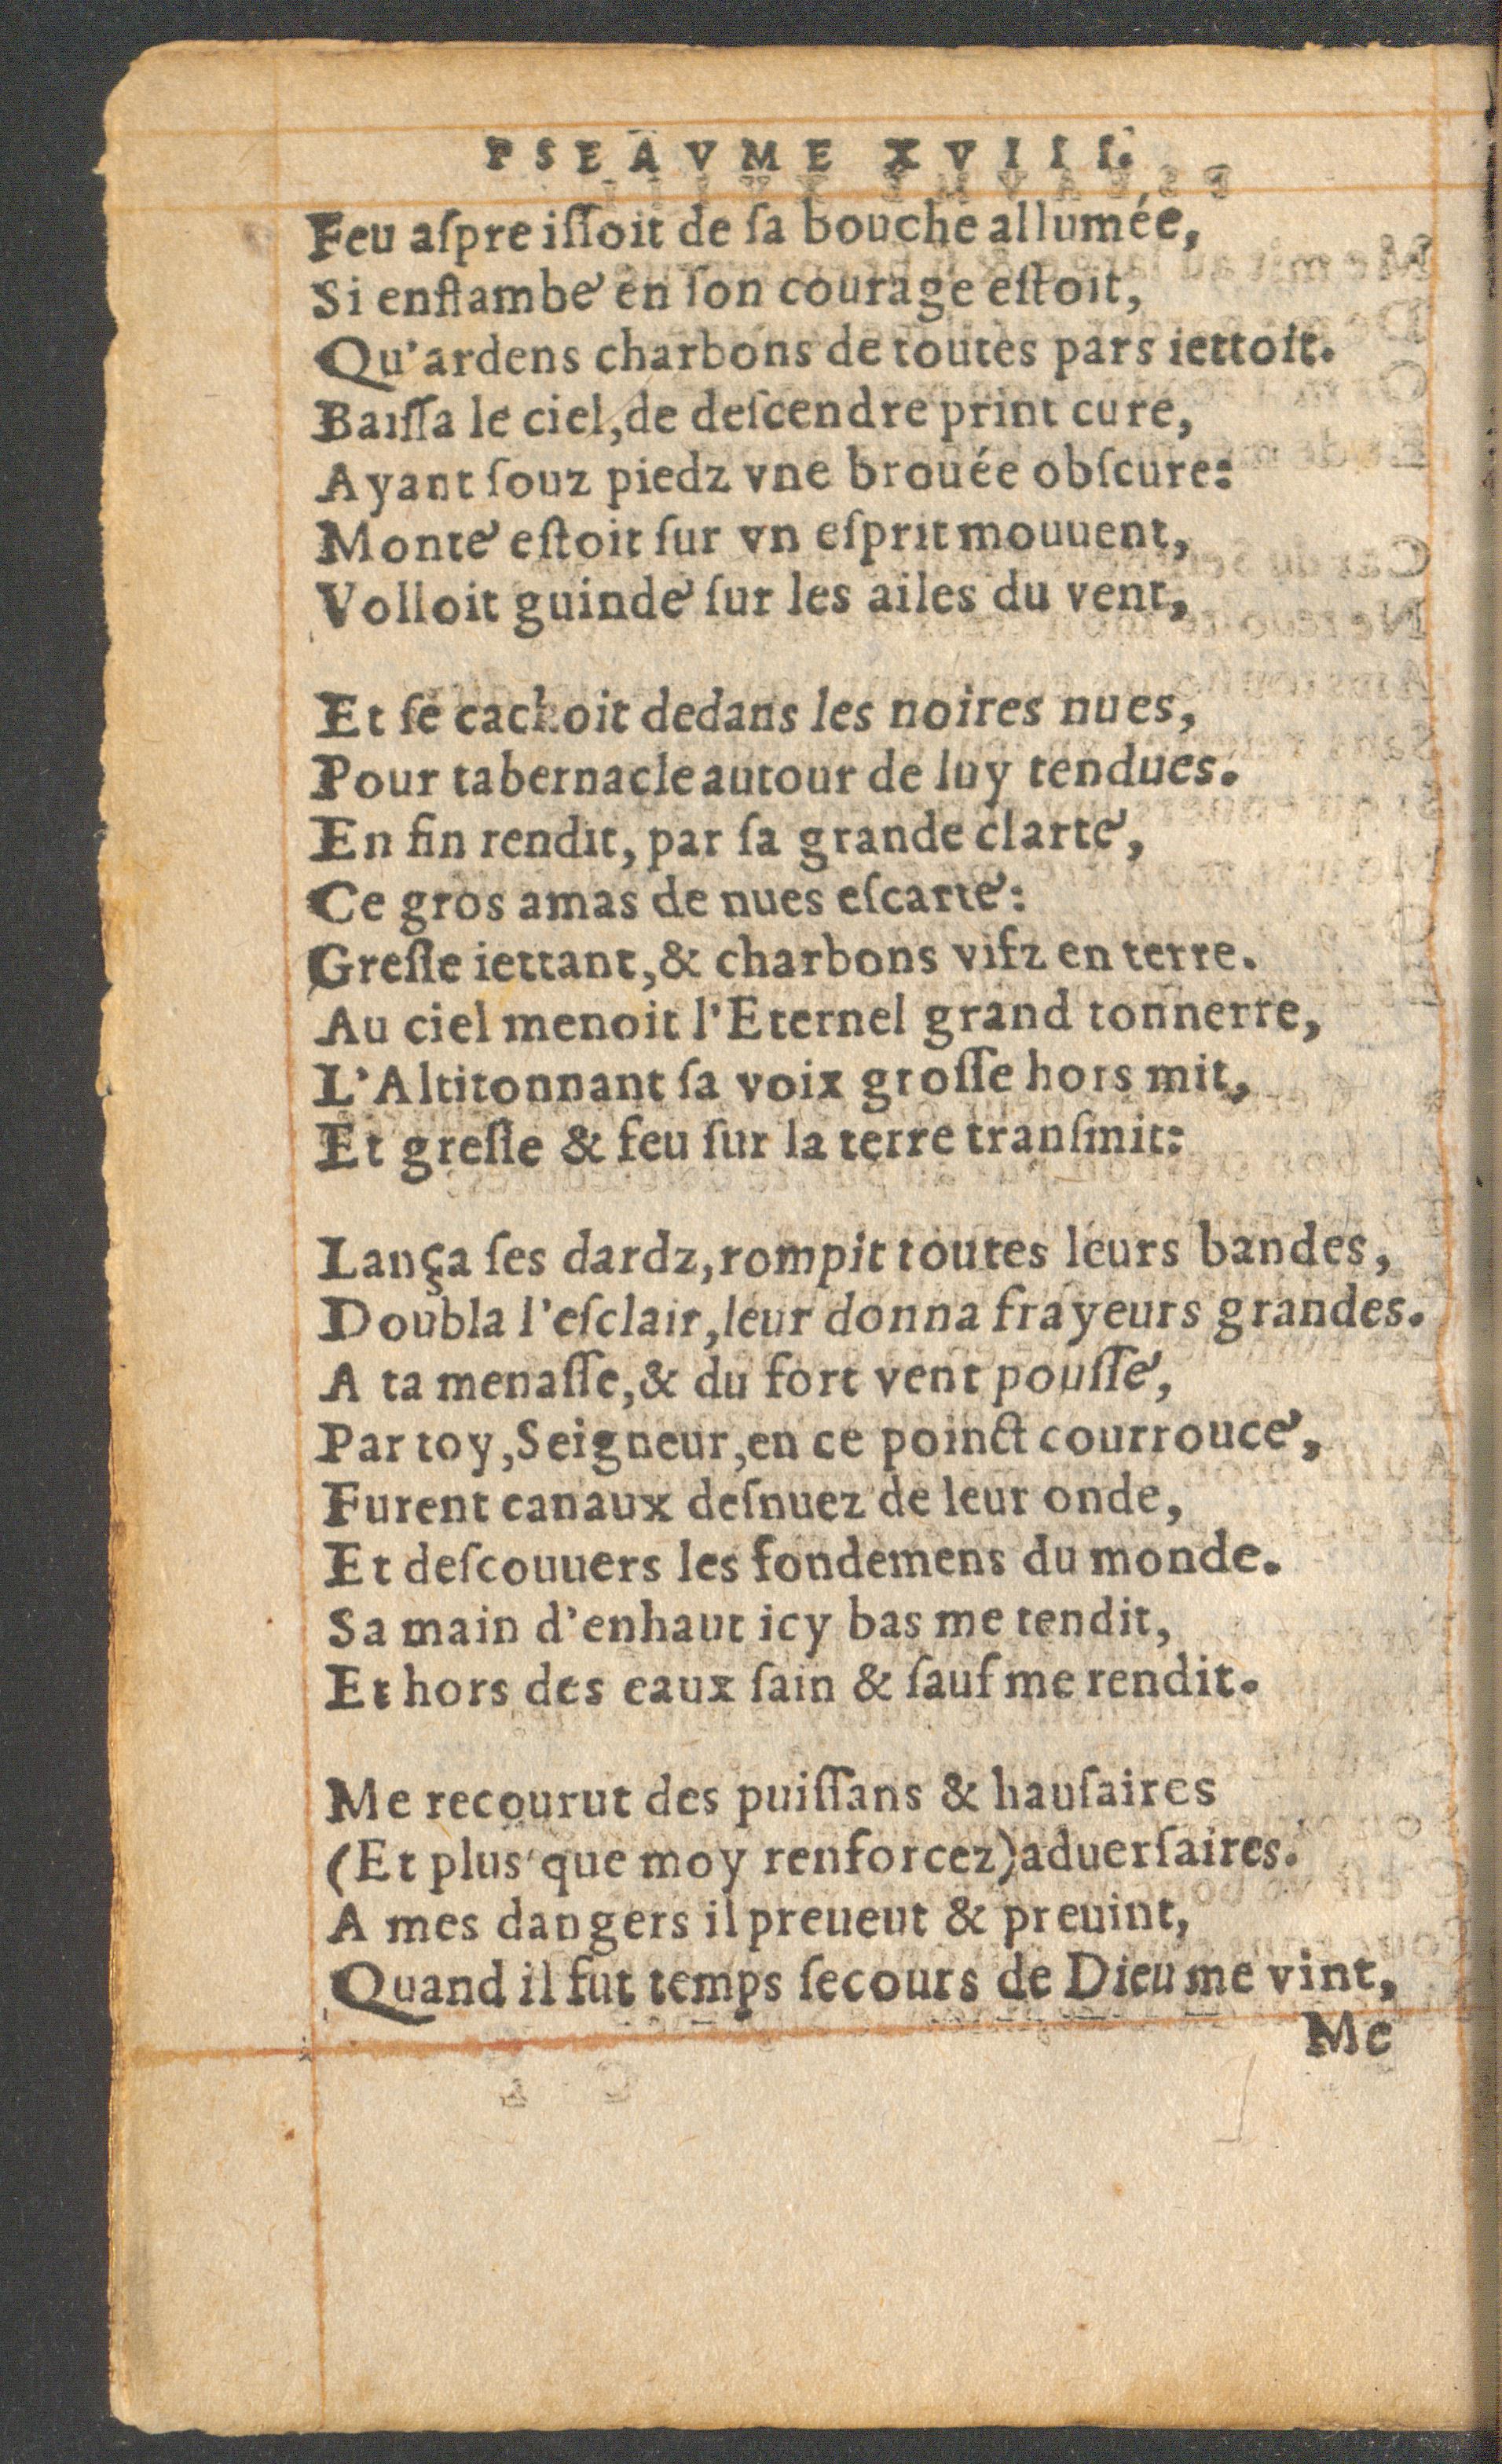 PSEAVME XVIII.
Feu aſpre iſſoit de ſa bouche allumée,
Si enflambé en ſon courage eſtoit,
Qu'ardens charbons de toutes pars iettoit.
Baiſſa le ciel, de deſcendre print cure,
Ayant ſouz piedz vne brouée obſcure:
Monté eſtoit ſur vn eſprit mouuent,
Volloit guindé ſur les ailes du vent,
Et ſe cachoit dedans les noires nues,
Pour tabernacle autour de luy tendues.
En fin rendit, par ſa grande clarté,
Ce gros amas de nues eſcarté:
Greſle iettant, & charbons vifz en terre.
Au ciel menoit l'Eternel grand tonnerre,
L'Altitonnant ſa voix groſſe hors mit,
Et greſle & feu ſur la terre tranſmit:
Lança ſes dardz, rompit toutes leurs bandes,
Doubla l'eſclair, leur donna frayeurs grandes.
A ta menaſſe, & du fort vent pouſſé,
Par toy, Seigneur, en ce poinct courroucé,
Furent canaux deſnuez de leur onde,
Et deſcouuers les fondemens du monde.
Sa main d'enhaut icy bas me tendit,
Et hors des eaux ſain & ſauf me rendit.
Me recourut des puiſſans & hauſaires
(Et plus que moy renforcez) aduerſaires.
A mes dangers il preueut & preuint,
Quand il fut temps ſecours de Dieu me vint,
Me